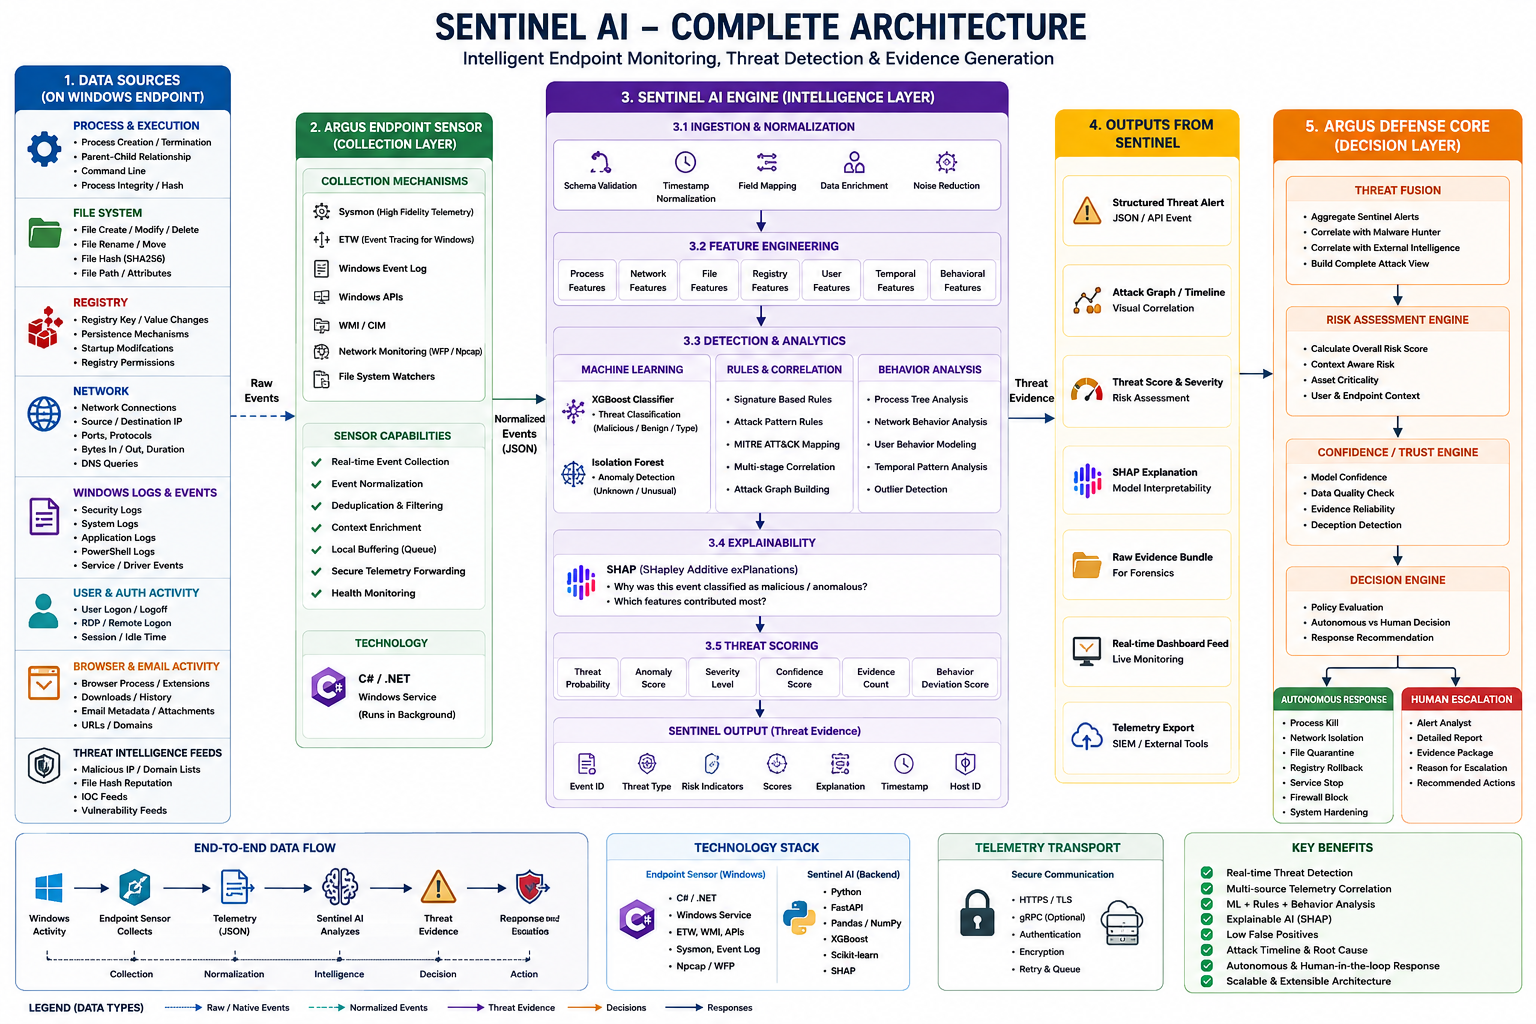 SENTINEL AI – COMPLETE ARCHITECTURE
Intelligent Endpoint Monitoring, Threat Detection & Evidence Generation
1. DATA SOURCES
(ON WINDOWS ENDPOINT)
PROCESS & EXECUTION
• Process Creation / Termination
• Parent-Child Relationship
• Command Line
• Process Integrity / Hash
FILE SYSTEM
• File Create / Modify / Delete
• File Rename / Move
• File Hash (SHA2S6)
• File Path / Attributes
REGISTRY
• Registry Key / Value Changes
• Persistence Mechanisms
• Startup Modifcations
• Registry Permissions
NETWORK
• Network Connections
• Source / Destination IP
• Ports, Protocols
• Bytes In / Out, Duration
• DNS Queries
WINDOWS LOGS & EVENTS
• Security Logs
• System Logs
• Application Logs
• PowerShell Logs
• Service / Driver Events
USER & AUTH ACTIVITY
• User Logon / Logoff
• RDP / Remote Logon
• Session / Idle Time
BROWSER & EMAIL ACTIVITY
• Browser Process / Extensions
• Downloads / History
• Email Metadata / Attachments
• URLs / Domains
THREAT INTELLIGENCE FEEDS
• Malicious IP / Domain Lists
• File Hash Reputation
• IOC Feeds
• Vulnerability Feeds
Raw
Events
2. ARGUS ENDPOINT SENSOR
(COLLECTION LAYER)
COLLECTION MECHANISMS
Sysmon (High Fidelity Telemetry)
ETW (Event Tracing for Windows)
Windows Event Log
Windows APIs
WMI / CIM
Network Monitoring (WFP / Npcap)
File System Watchers
SENSOR CAPABILITIES
Real-time Event Collection
Event Normalization
Deduplication & Filtering
Context Enrichment
Local Buffering (Queue)
Secure Telemetry Forwarding
Health Monitoring
TECHNOLOGY
C#
C# / .NET
Windows Service
(Runs in Background)
Normalized
Events
(JSON)
3. SENTINEL AI ENGINE (INTELLIGENCE LAYER)
3.1 INGESTION & NORMALIZATION
Schema Validation
Timestamp
Normalization
Field Mapping
Data Enrichment
Noise Reduction
3.2 FEATURE ENGINEERING
Process
Features
Network
Features
File
Features
Registry
Features
User
Features
Temporal
Features
Behavioral
Features
3.3 DETECTION & ANALYTICS
MACHINE LEARNING
XGBoost Classifier
• Threat Classification
(Malicious / Benign / Type)
Isolation Forest
• Anomaly Detection
(Unknown / Unusual)
RULES & CORRELATION
• Signature Based Rules
• Attack Pattern Rules
• MITRE ATT&CK Mapping
• Multi-stage Correlation
• Attack Graph Building
BEHAVIOR ANALYSIS
• Process Tree Analysis
• Network Behavior Analysis
• User Behavior Modeling
• Temporal Pattern Analysis
• Outlier Detection
3.4 EXPLAINABILITY
SHAP (SHapley Additive exPlanations)
• Why was this event classified as malicious / anomalous?
• Which features contributed most?
3.5 THREAT SCORING
Threat
Probability
Anomaly
Score
Severity
Level
Confidence
Score
Evidence
Count
Behavior
Deviation Score
SENTINEL OUTPUT (Threat Evidence)
Event ID
Threat Type
Risk Indicators
Scores
Explanation
Timestamp
Host ID
Threat
Evidence
4. OUTPUTS FROM
SENTINEL
Structured Threat Alert
JSON / API Event
Attack Graph / Timeline
Visual Correlation
Threat Score & Severity
Risk Assessment
SHAP Explanation
Model Interpretability
Raw Evidence Bundle
For Forensics
Real-time Dashboard Feed
Live Monitoring
Telemetry Export
SIEM / External Tools
5. ARGUS DEFENSE CORE
(DECISION LAYER)
THREAT FUSION
• Aggregate Sentinel Alerts
• Correlate with Malware Hunter
• Correlate with External Intelligence
• Build Complete Attack View
RISK ASSESSMENT ENGINE
• Calculate Overall Risk Score
• Context Aware Risk
• Asset Criticality
• User & Endpoint Context
CONFIDENCE / TRUST ENGINE
• Model Confidence
• Data Quality Check
• Evidence Reliability
• Deception Detection
DECISION ENGINE
• Policy Evaluation
• Autonomous vs Human Decision
• Response Recommendation
AUTONOMOUS RESPONSE
• Process Kill
• Network Isolation
• File Quarantine
• Registry Rollback
• Service Stop
• Firewall Block
• System Hardening
HUMAN ESCALATION
• Alert Analyst
• Detailed Report
• Evidence Package
• Reason for Escalation
• Recommended Actions
END-TO-END DATA FLOW
Windows
Activity
Endpoint Sensor
Collects
Telemetry
(JSON)
Sentinel AI
Analyzes
Threat
Evidence
Response
Collection
Normalization
Intelligence
Decision
Action
TECHNOLOGY STACK
Endpoint Sensor (Windows)
C#
• C# / .NET
• Windows Service
• ETW, WMI, APIs
• Sysmon, Event Log
• Npcap / WFP
Sentinel AI (Backend)
• Python
• FastAPI
• Pandas / NumPy
• XGBoost
• Scikit-learn
• SHAP
TELEMETRY TRANSPORT
Secure Communication
• HTTPS / TLS
• gRPC (Optional)
• Authentication
• Encryption
• Retry & Queue
KEY BENEFITS
Real-time Threat Detection
Multi-source Telemetry Correlation
ML + Rules + Behavior Analysis
Explainable AI (SHAP)
Low False Positives
Attack Timeline & Root Cause
Autonomous & Human-in-the-loop Response
Scalable & Extensible Architecture
LEGEND (DATA TYPES)
Raw / Native Events
Normalized Events
Threat Evidence
Decisions
Responses